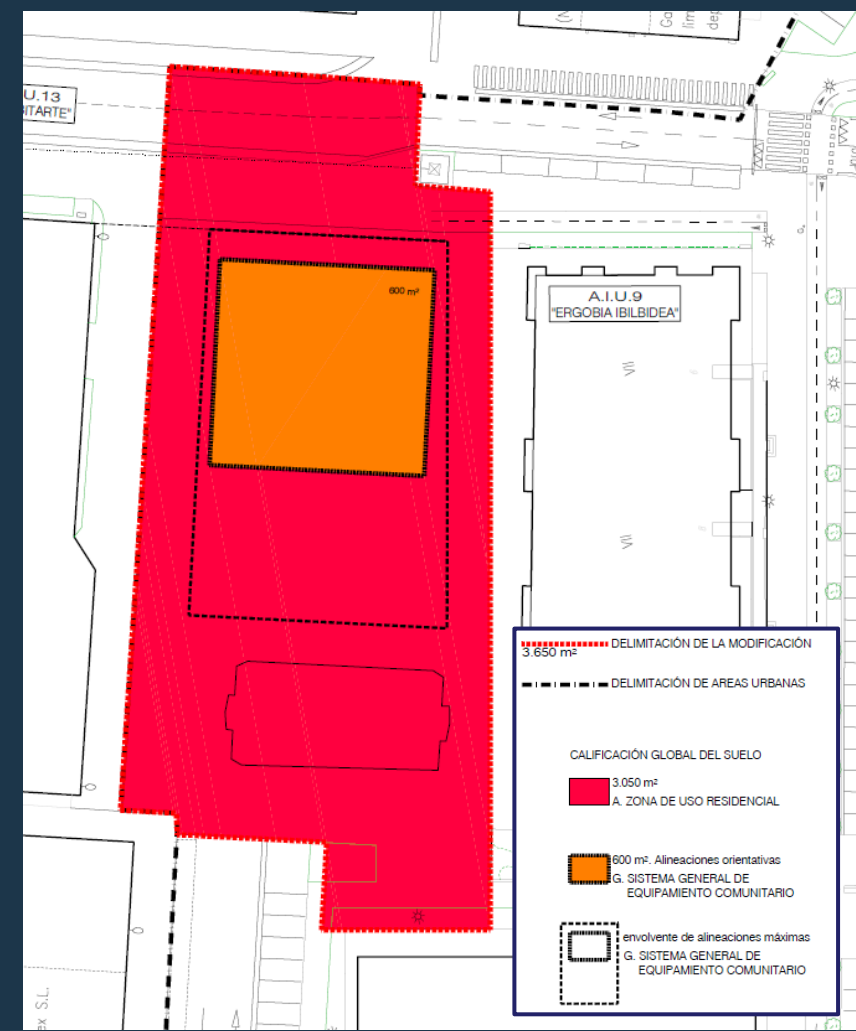 U.13
ITARTE"
600 m²
A.I.U.9
"ERGOBIA IBILBIDEA"
VII
VII
ex S.L.
DELIMITACIÓN DE LA MODIFICACIÓN
3.650 m²
DELIMITACIÓN DE AREAS URBANAS
CALIFICACIÓN GLOBAL DEL SUELO
3.050 m²
A. ZONA DE USO RESIDENCIAL
600 m². Alineaciones orientativas
G. SISTEMA GENERAL DE
EQUIPAMIENTO COMUNITARIO
envolvente de alineaciones máximas
G. SISTEMA GENERAL DE
EQUIPAMIENTO COMUNITARIO